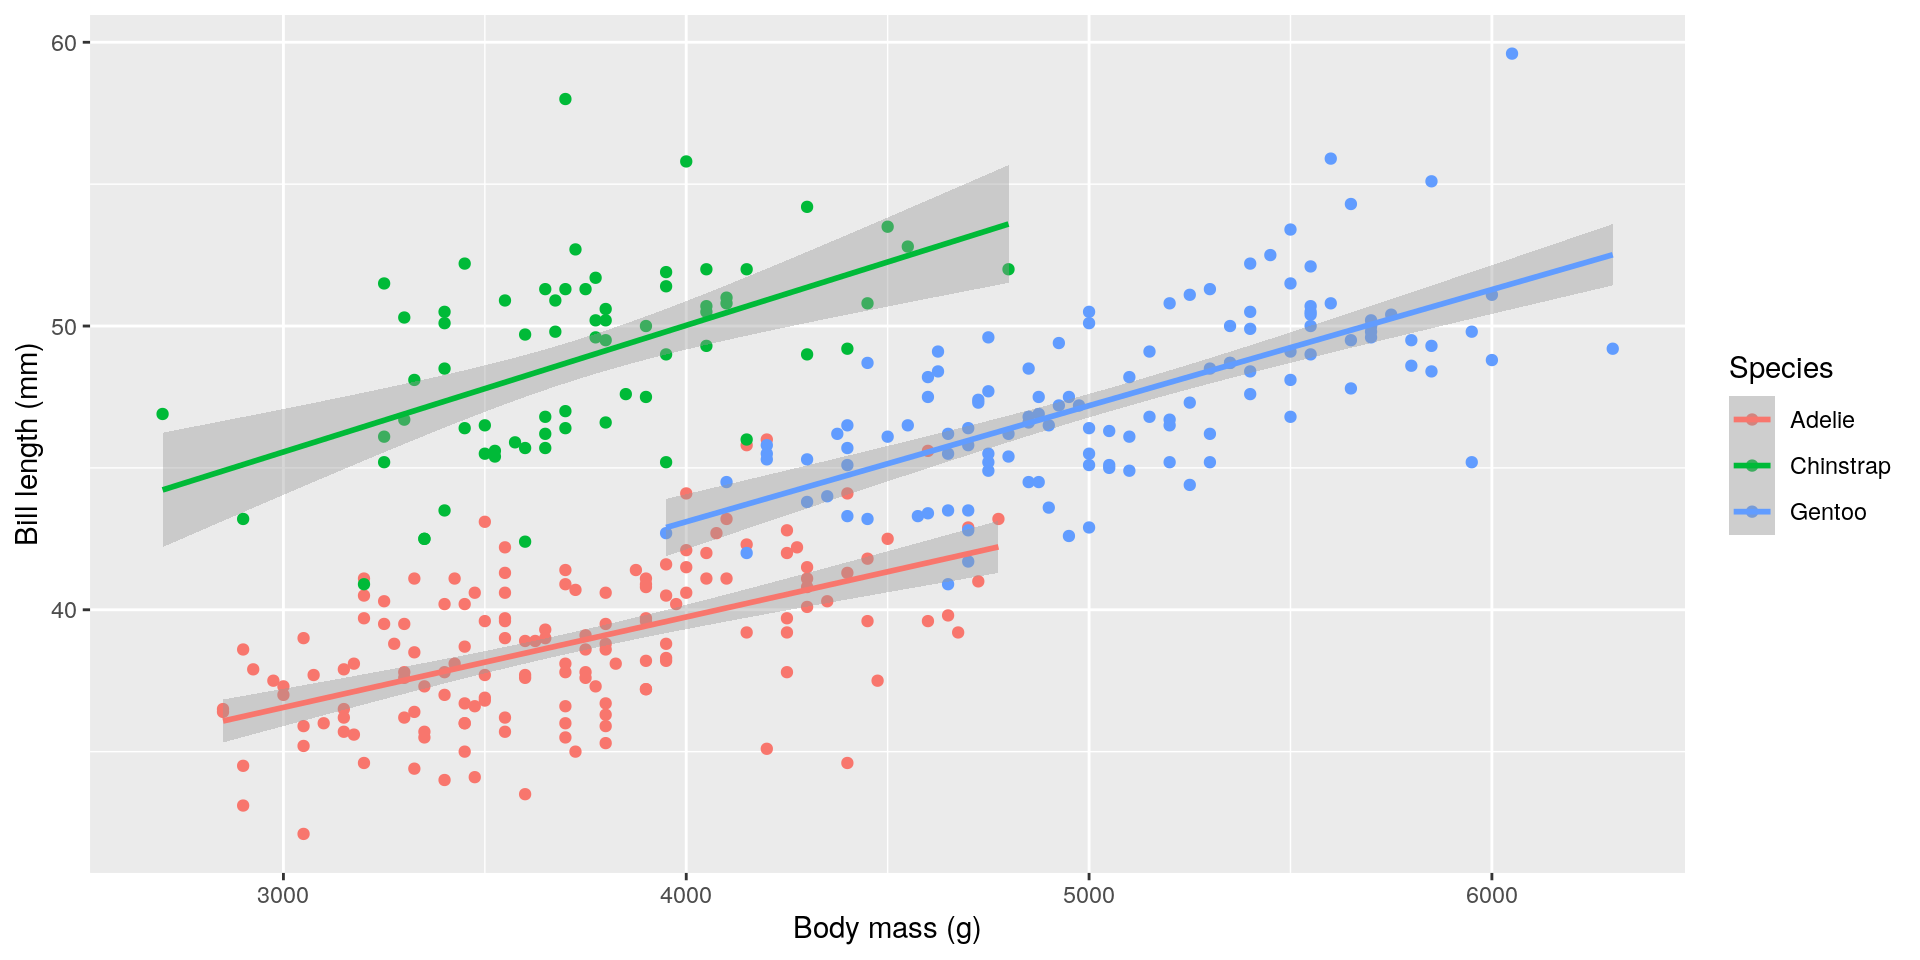 60
50
40
Bill length (mm)
3000 4000 5000 6000
Body mass (g)
Species
Adelie
Chinstrap
Gentoo